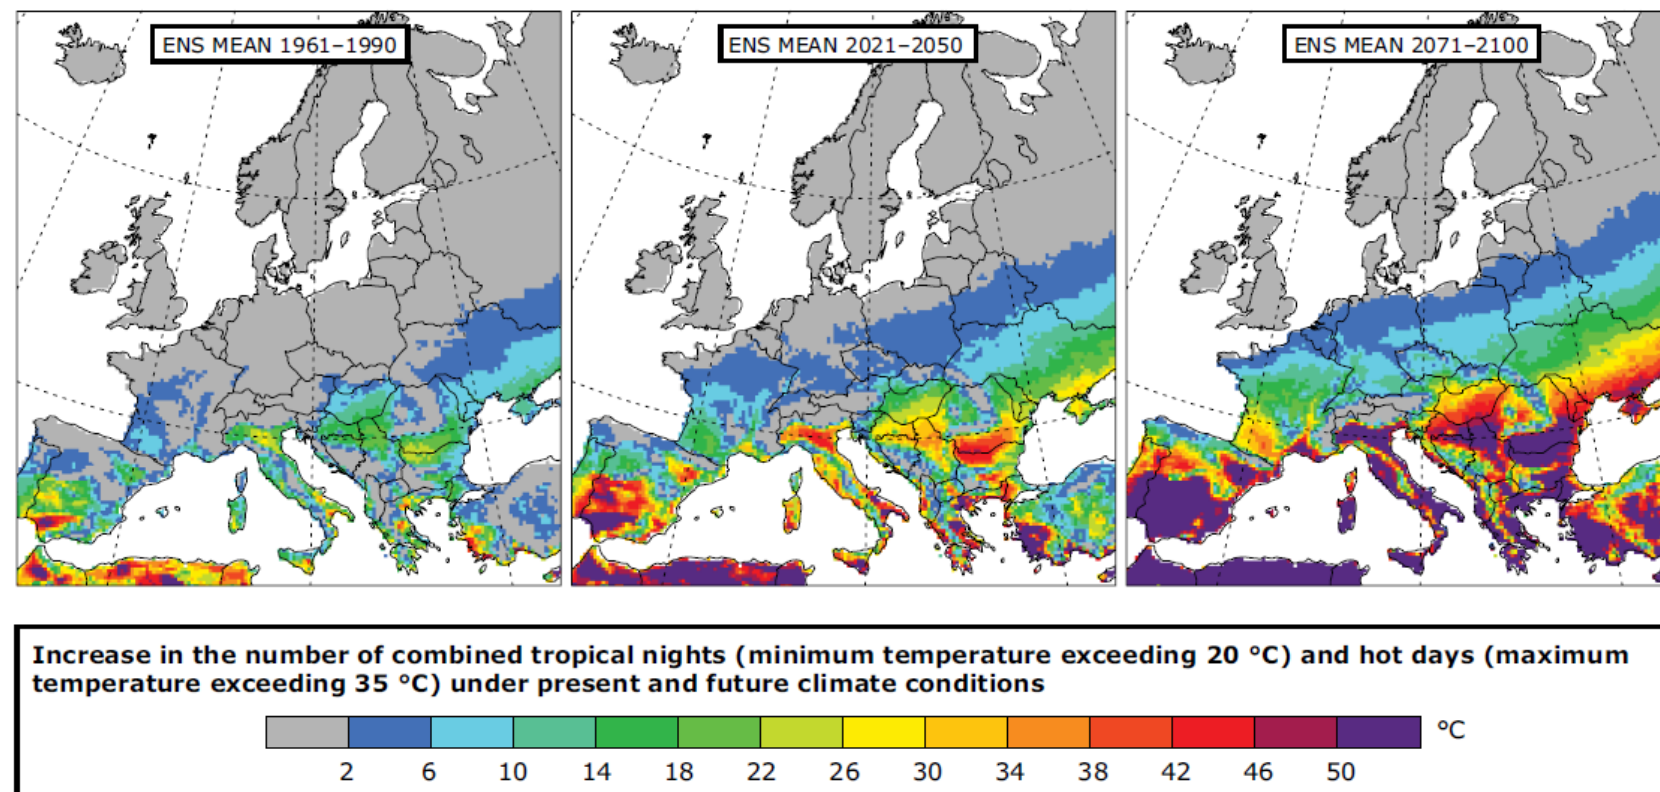 ENS MEAN 1961–1990
ENS MEAN 2021–2050
ENS MEAN 2071–2100
Increase in the number of combined tropical nights (minimum temperature exceeding 20 °C) and hot days (maximum
temperature exceeding 35 °C) under present and future climate conditions
°C
2 6 10 14 18 22 26 30 34 38 42 46 50